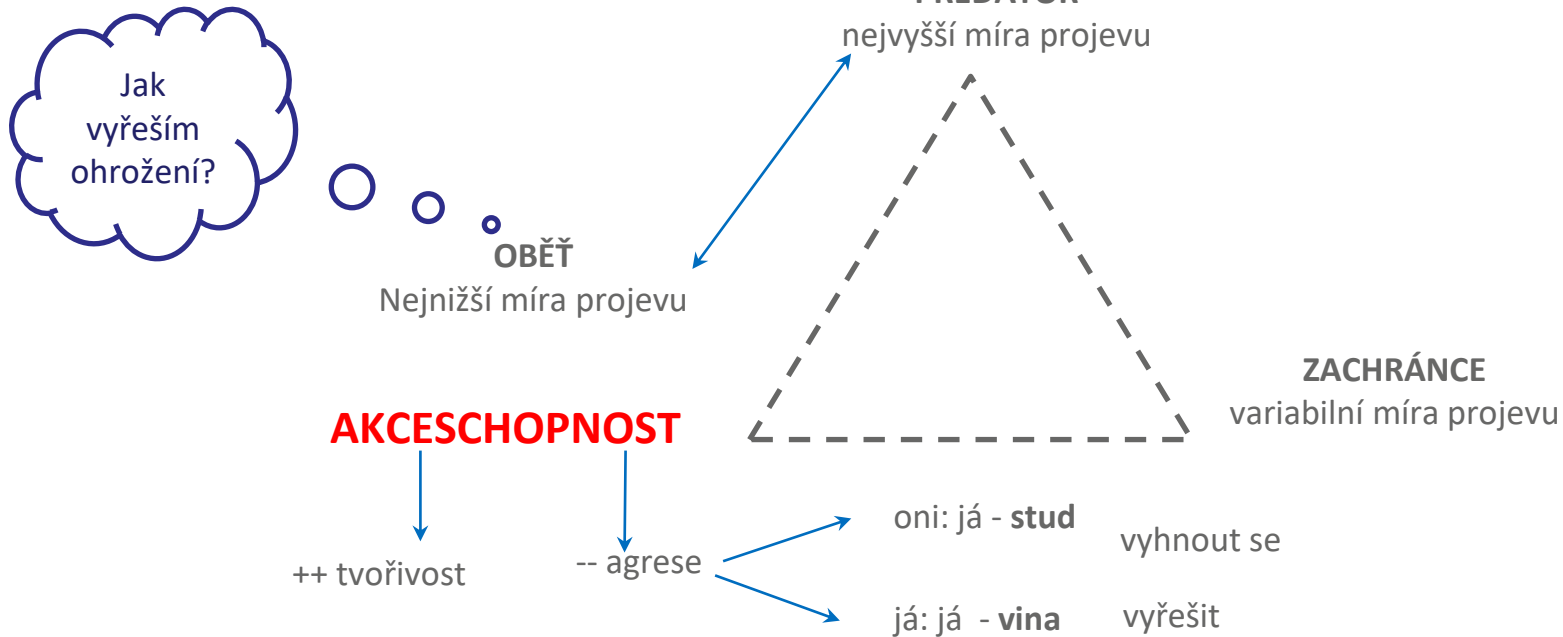 nejvyšší míra projevu
Jak
vyřeším
ohrožení?
OBĚŤ
Nejnižší míra projevu
ZACHRÁNCE
variabilní míra projevu
AKCESCHOPNOST
oni: já - stud
vyhnout se
++ tvořivost
-- agrese
já: já - vina
vyřešit